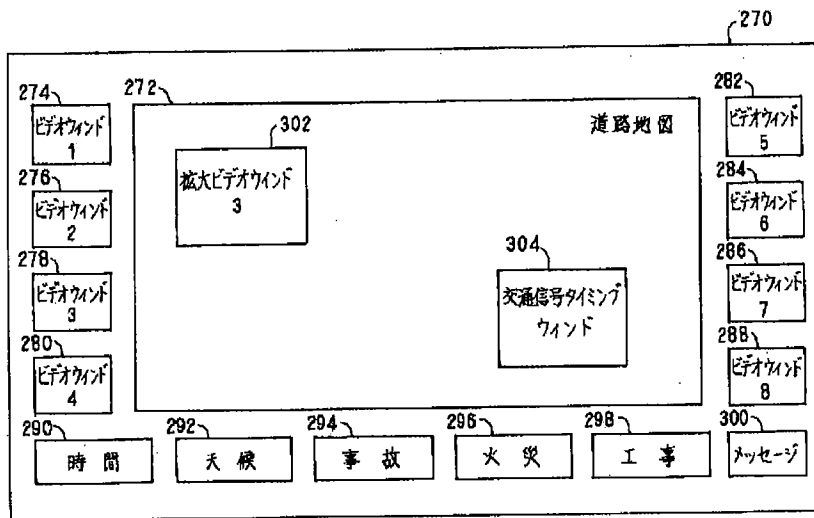 270
274
272
282
ビデオウィンド
1
302
道路地図
ビデオウィンド
5
276
拡大ビデオウィンド
3
284
ビデオウィンド
2
ビデオウィンド
6
278
304
286
ビデオウィンド
3
交通信号タイミング
ウィンド
ビデオウィンド
7
280
288
ビデオウィンド
4
ビデオウィンド
8
290
292
294
296
298
300
時間
天候
事故
火災
工事
メッセージ